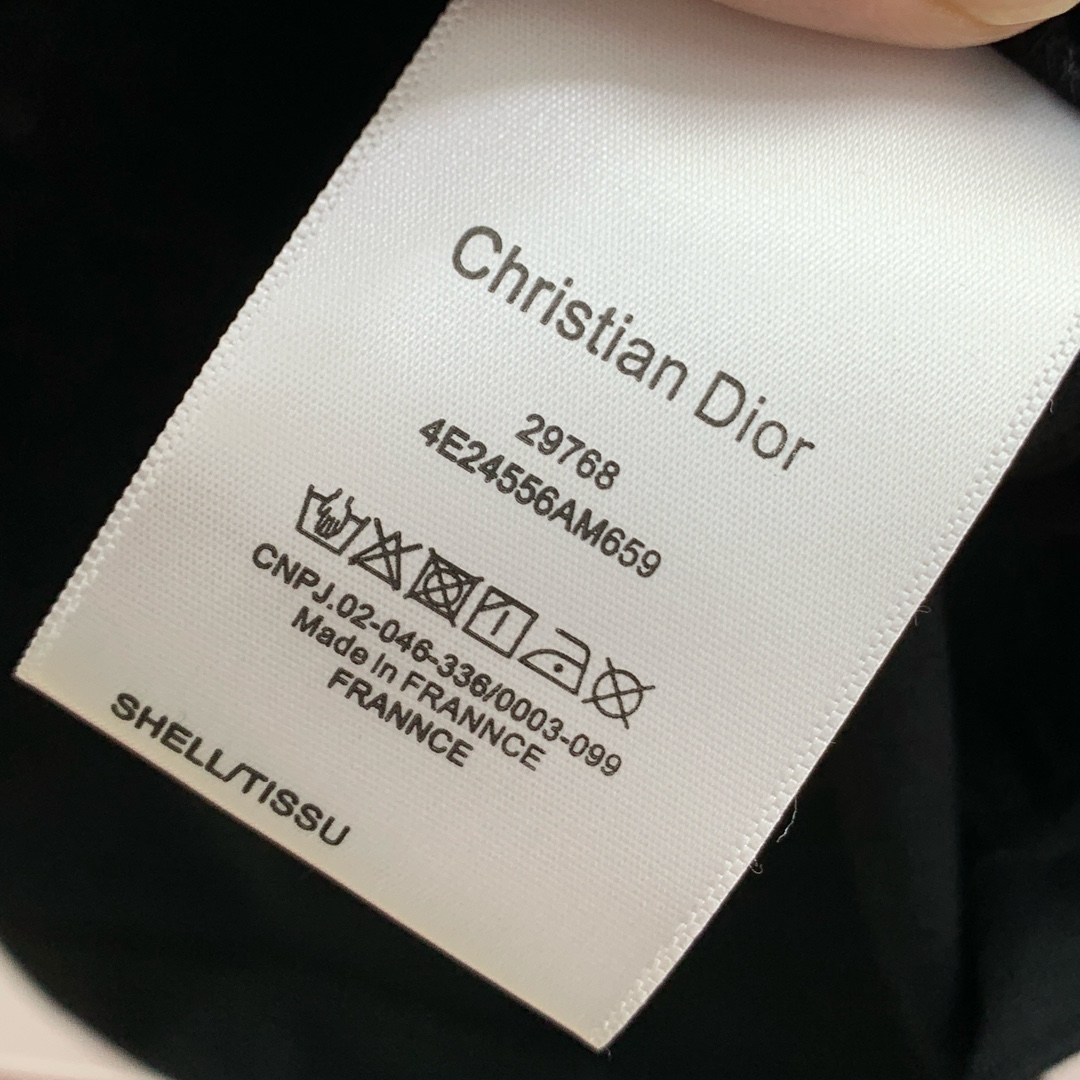 Christian Dior
29768
4E24556AM659
CNPJ.02-046-336/0003-099
Made In FRANNCE
FRANNCE
SHELL/TISSU